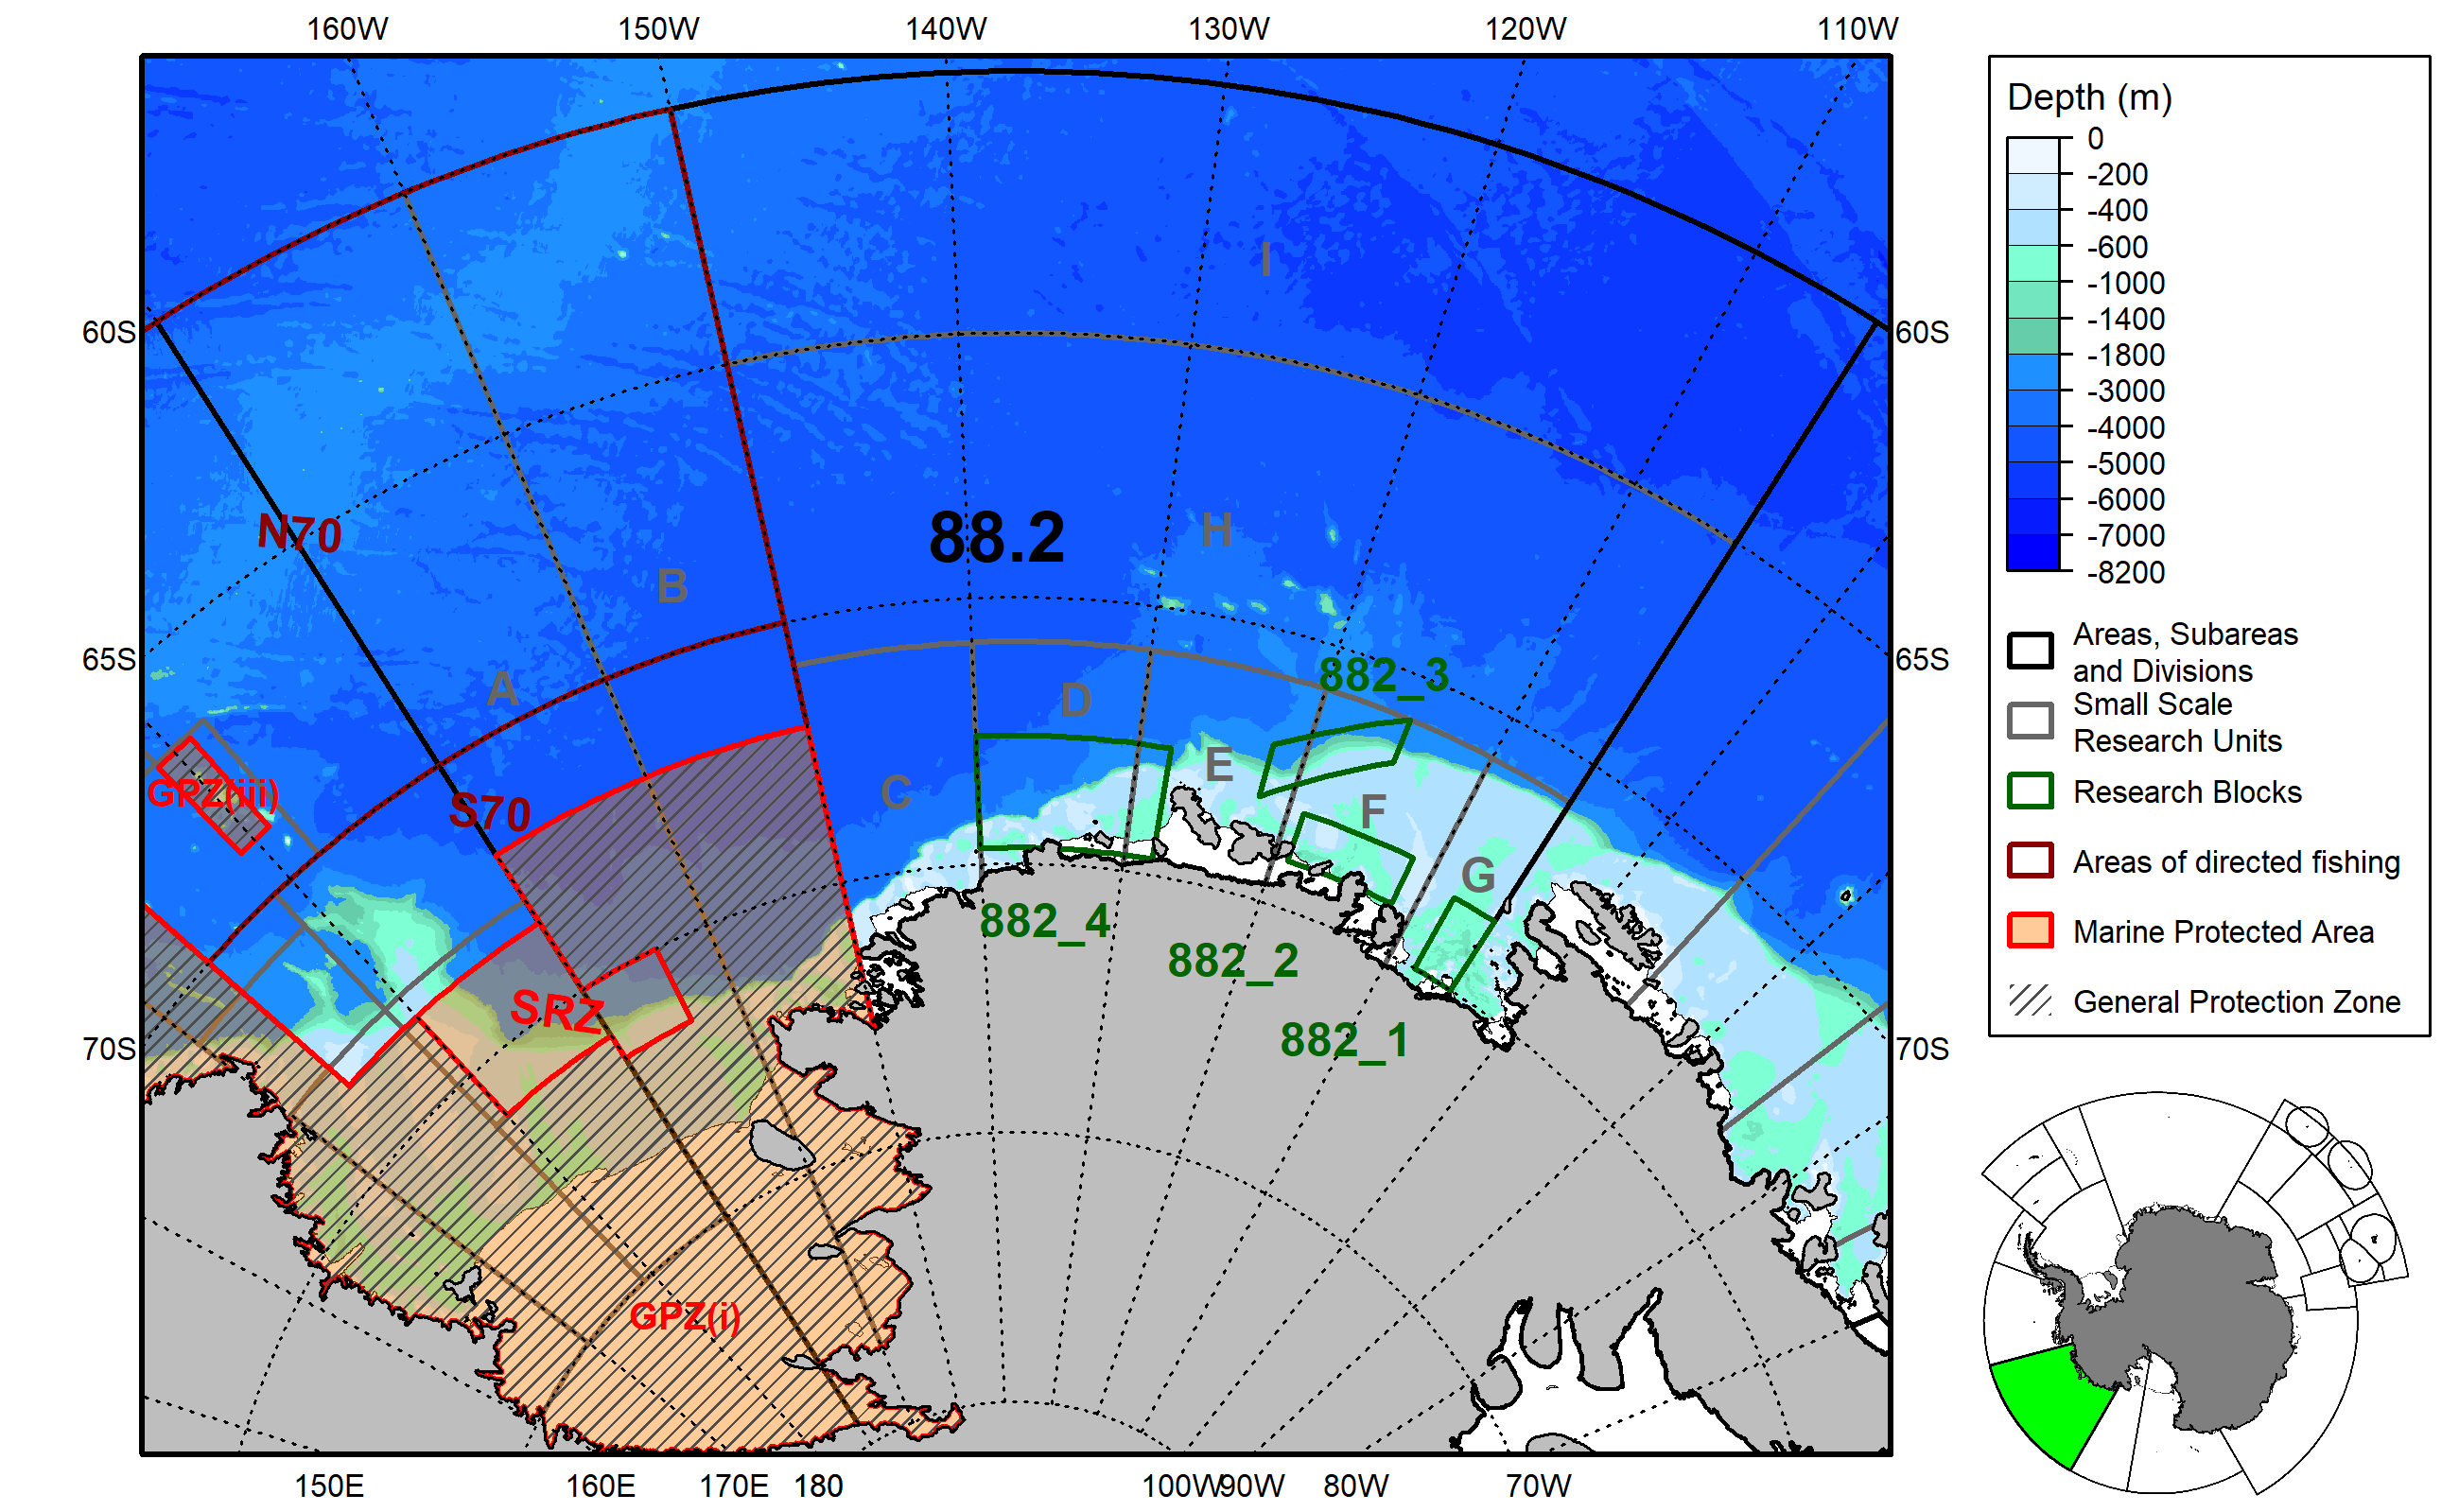 160W 150W 140W 130W 120W 110W
Depth (m)
0
-200
-400
-600
-1000
-1400
-1800
-3000
-4000
-5000
-6000
-7000
-8200
Areas, Subareas
and Divisions
Small Scale
Research Units
Research Blocks
Areas of directed fishing
Marine Protected Area
General Protection Zone
I
60S 60S
N70
88.2
H
B
65S 65S
A
882_3
D
E
GPZ(iii)
S70
C
F
G
882_4
882_2
SRZ
882_1
70S 70S
GPZ(i)
150E 160E 170E 180 100W 90W 80W 70W